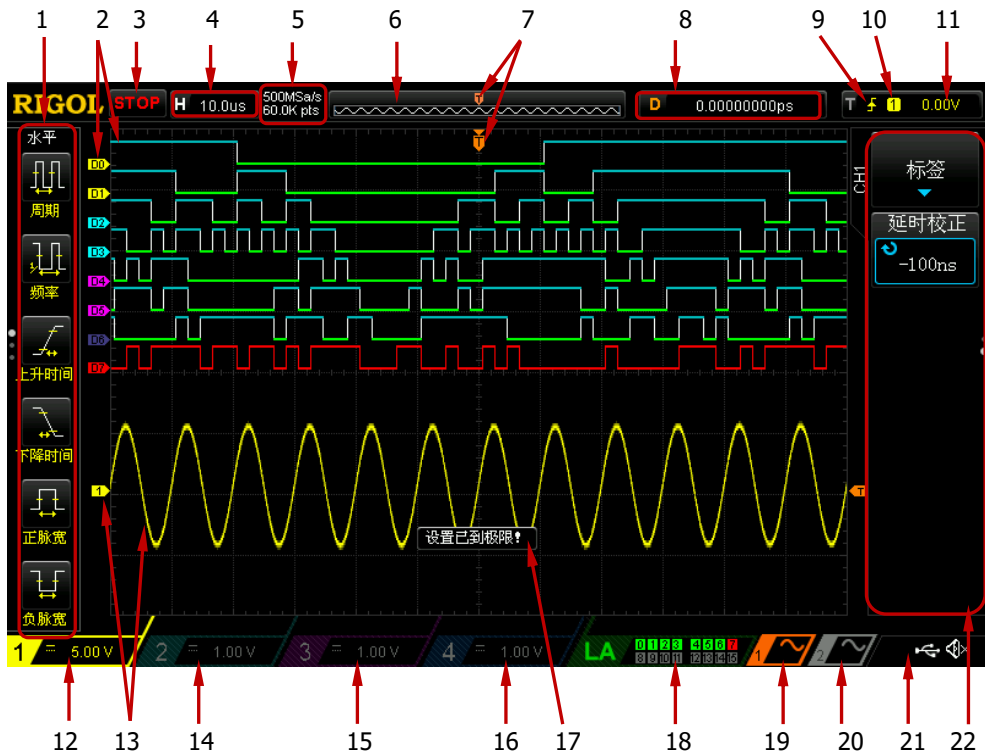 1 2 3 4 5 6 7 8 9 10 11
RIGOL STOP H 10.0us 500MSa/s D 0.00000000ps T 1 0.00V
60.0K pts
T
水平
周期
频率
上升时间
下降时间
正脉宽
负脉宽
T
D0
D1
D2
D3
D4
D5
D6
D7
1
T
设置已到极限!
CH1
标签
延时校正
-100ns
1 5.00 V 2 1.00 V 3 1.00 V 4 1.00 V LA 0 1 2 3 4 5 6 7 1 2
8 9 10 11 12 13 14 15
12 13 14 15 16 17 18 19 20 21 22